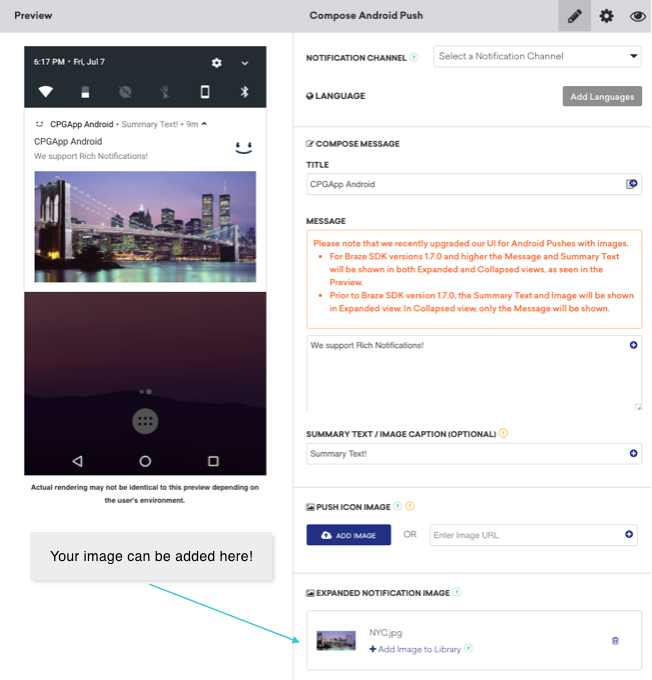 Preview
Compose Android Push
6:17 PM • Fri, Jul 7
CPGApp Android • Summary Text! • 9m
CPGApp Android
We support Rich Notifications!
Actual rendering may not be identical to this preview depending on
the user's environment.
Your image can be added here!
NOTIFICATION CHANNEL ?
Select a Notification Channel
LANGUAGE
Add Languages
COMPOSE MESSAGE
TITLE
CPGApp Android
MESSAGE
Please note that we recently upgraded our UI for Android Pushes with images.
• For Braze SDK versions 1.7.0 and higher the Message and Summary Text
will be shown in both Expanded and Collapsed views, as seen in the
Preview.
• Prior to Braze SDK version 1.7.0, the Summary Text and Image will be shown
in Expanded view. In Collapsed view, only the Message will be shown.
We support Rich Notifications!
SUMMARY TEXT / IMAGE CAPTION (OPTIONAL)
Summary Text!
PUSH ICON IMAGE ?
ADD IMAGE
OR
Enter Image URL
EXPANDED NOTIFICATION IMAGE ?
NYC.jpg
+ Add Image to Library ?